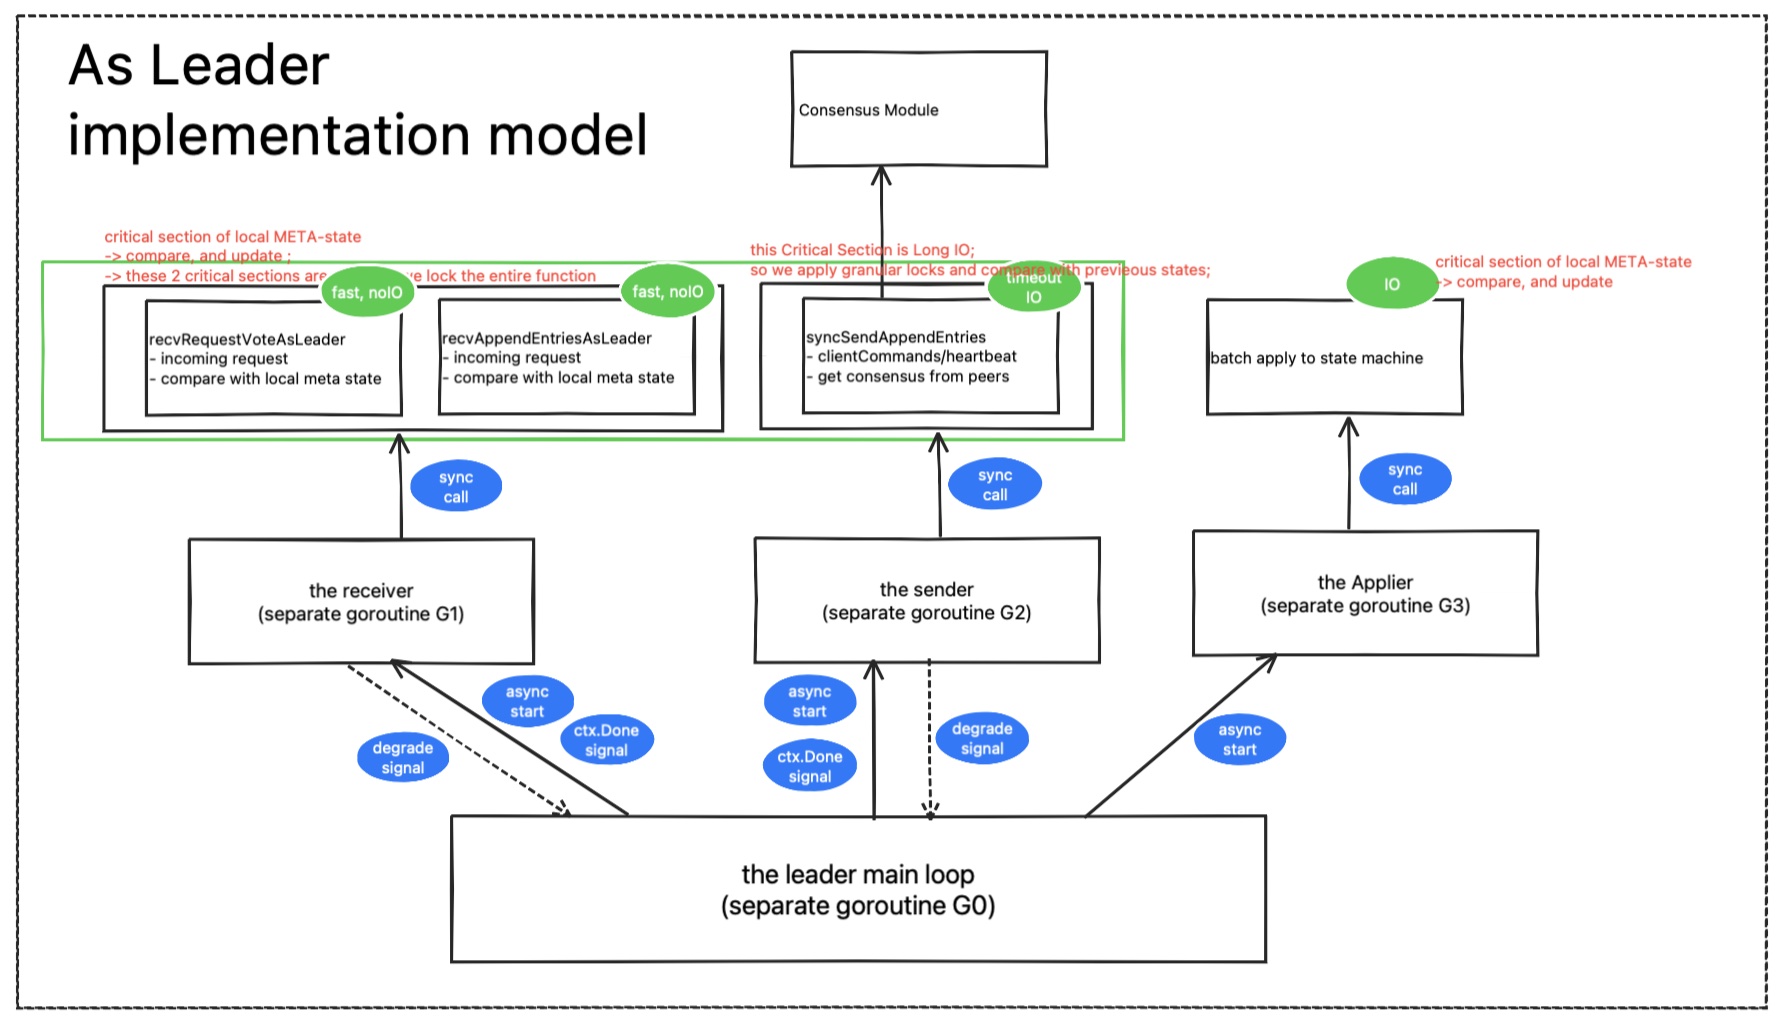 As Leader
implementation model
Consensus Module
critical section of local META-state
-> compare, and update ;
-> these 2 critical sections are ve lock the entire function
this Critical Section is Long IO;
so we apply granular locks and compare with previeous states;
critical section of local META-state
-> compare, and update
fast, noIO
fast, noIO
timeout
IO
IO
recvRequestVoteAsLeader
- incoming request
- compare with local meta state
recvAppendEntriesAsLeader
- incoming request
- compare with local meta state
syncSendAppendEntries
- clientCommands/heartbeat
- get consensus from peers
batch apply to state machine
sync
call
sync
call
sync
call
the receiver
(separate goroutine G1)
the sender
(separate goroutine G2)
the Applier
(separate goroutine G3)
degrade
signal
async
start
ctx.Done
signal
async
start
ctx.Done
signal
degrade
signal
async
start
the leader main loop
(separate goroutine G0)